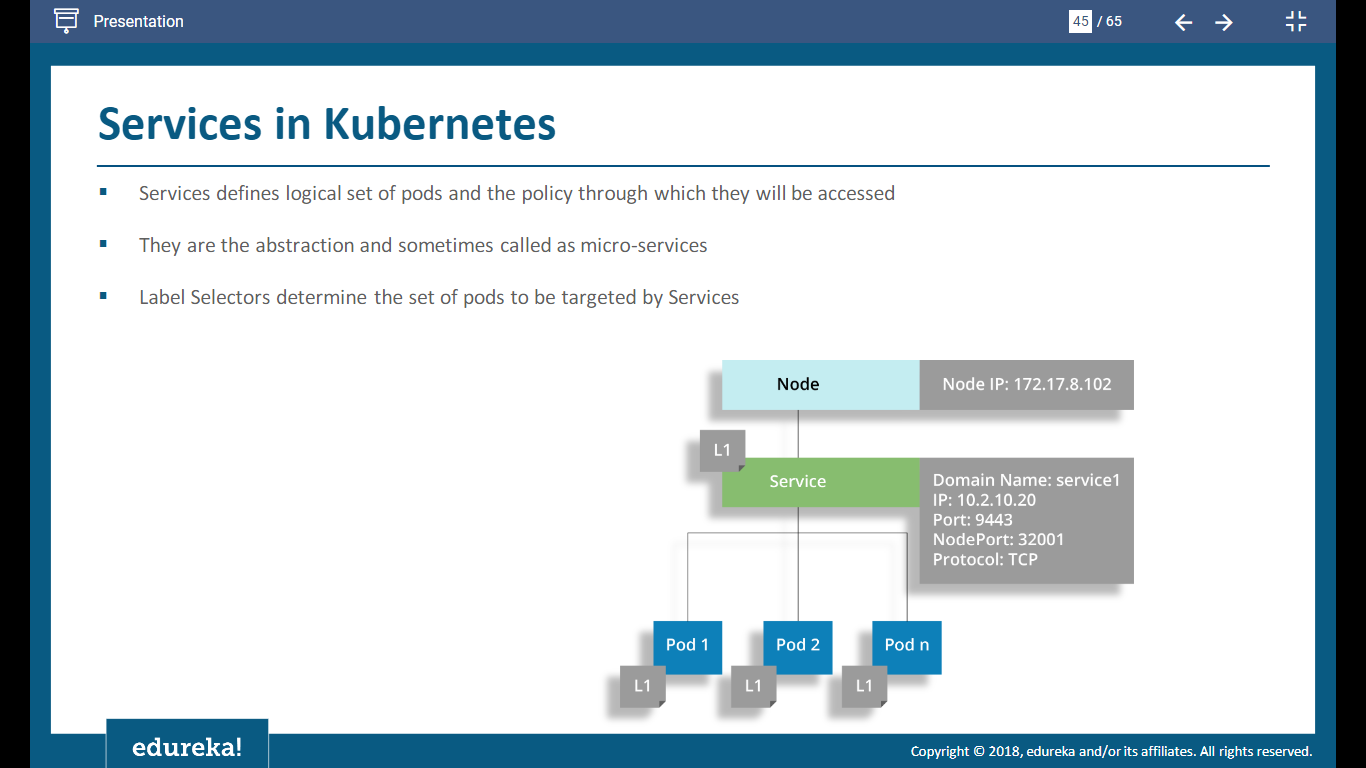 Presentation
45 / 65
Services in Kubernetes
Services defines logical set of pods and the policy through which they will be accessed
They are the abstraction and sometimes called as micro-services
Label Selectors determine the set of pods to be targeted by Services
Node
Node IP: 172.17.8.102
L1
Service
Domain Name: service1
IP: 10.2.10.20
Port: 9443
NodePort: 32001
Protocol: TCP
Pod 1
Pod 2
Pod n
L1
L1
L1
edureka!
Copyright © 2018, edureka and/or its affiliates. All rights reserved.